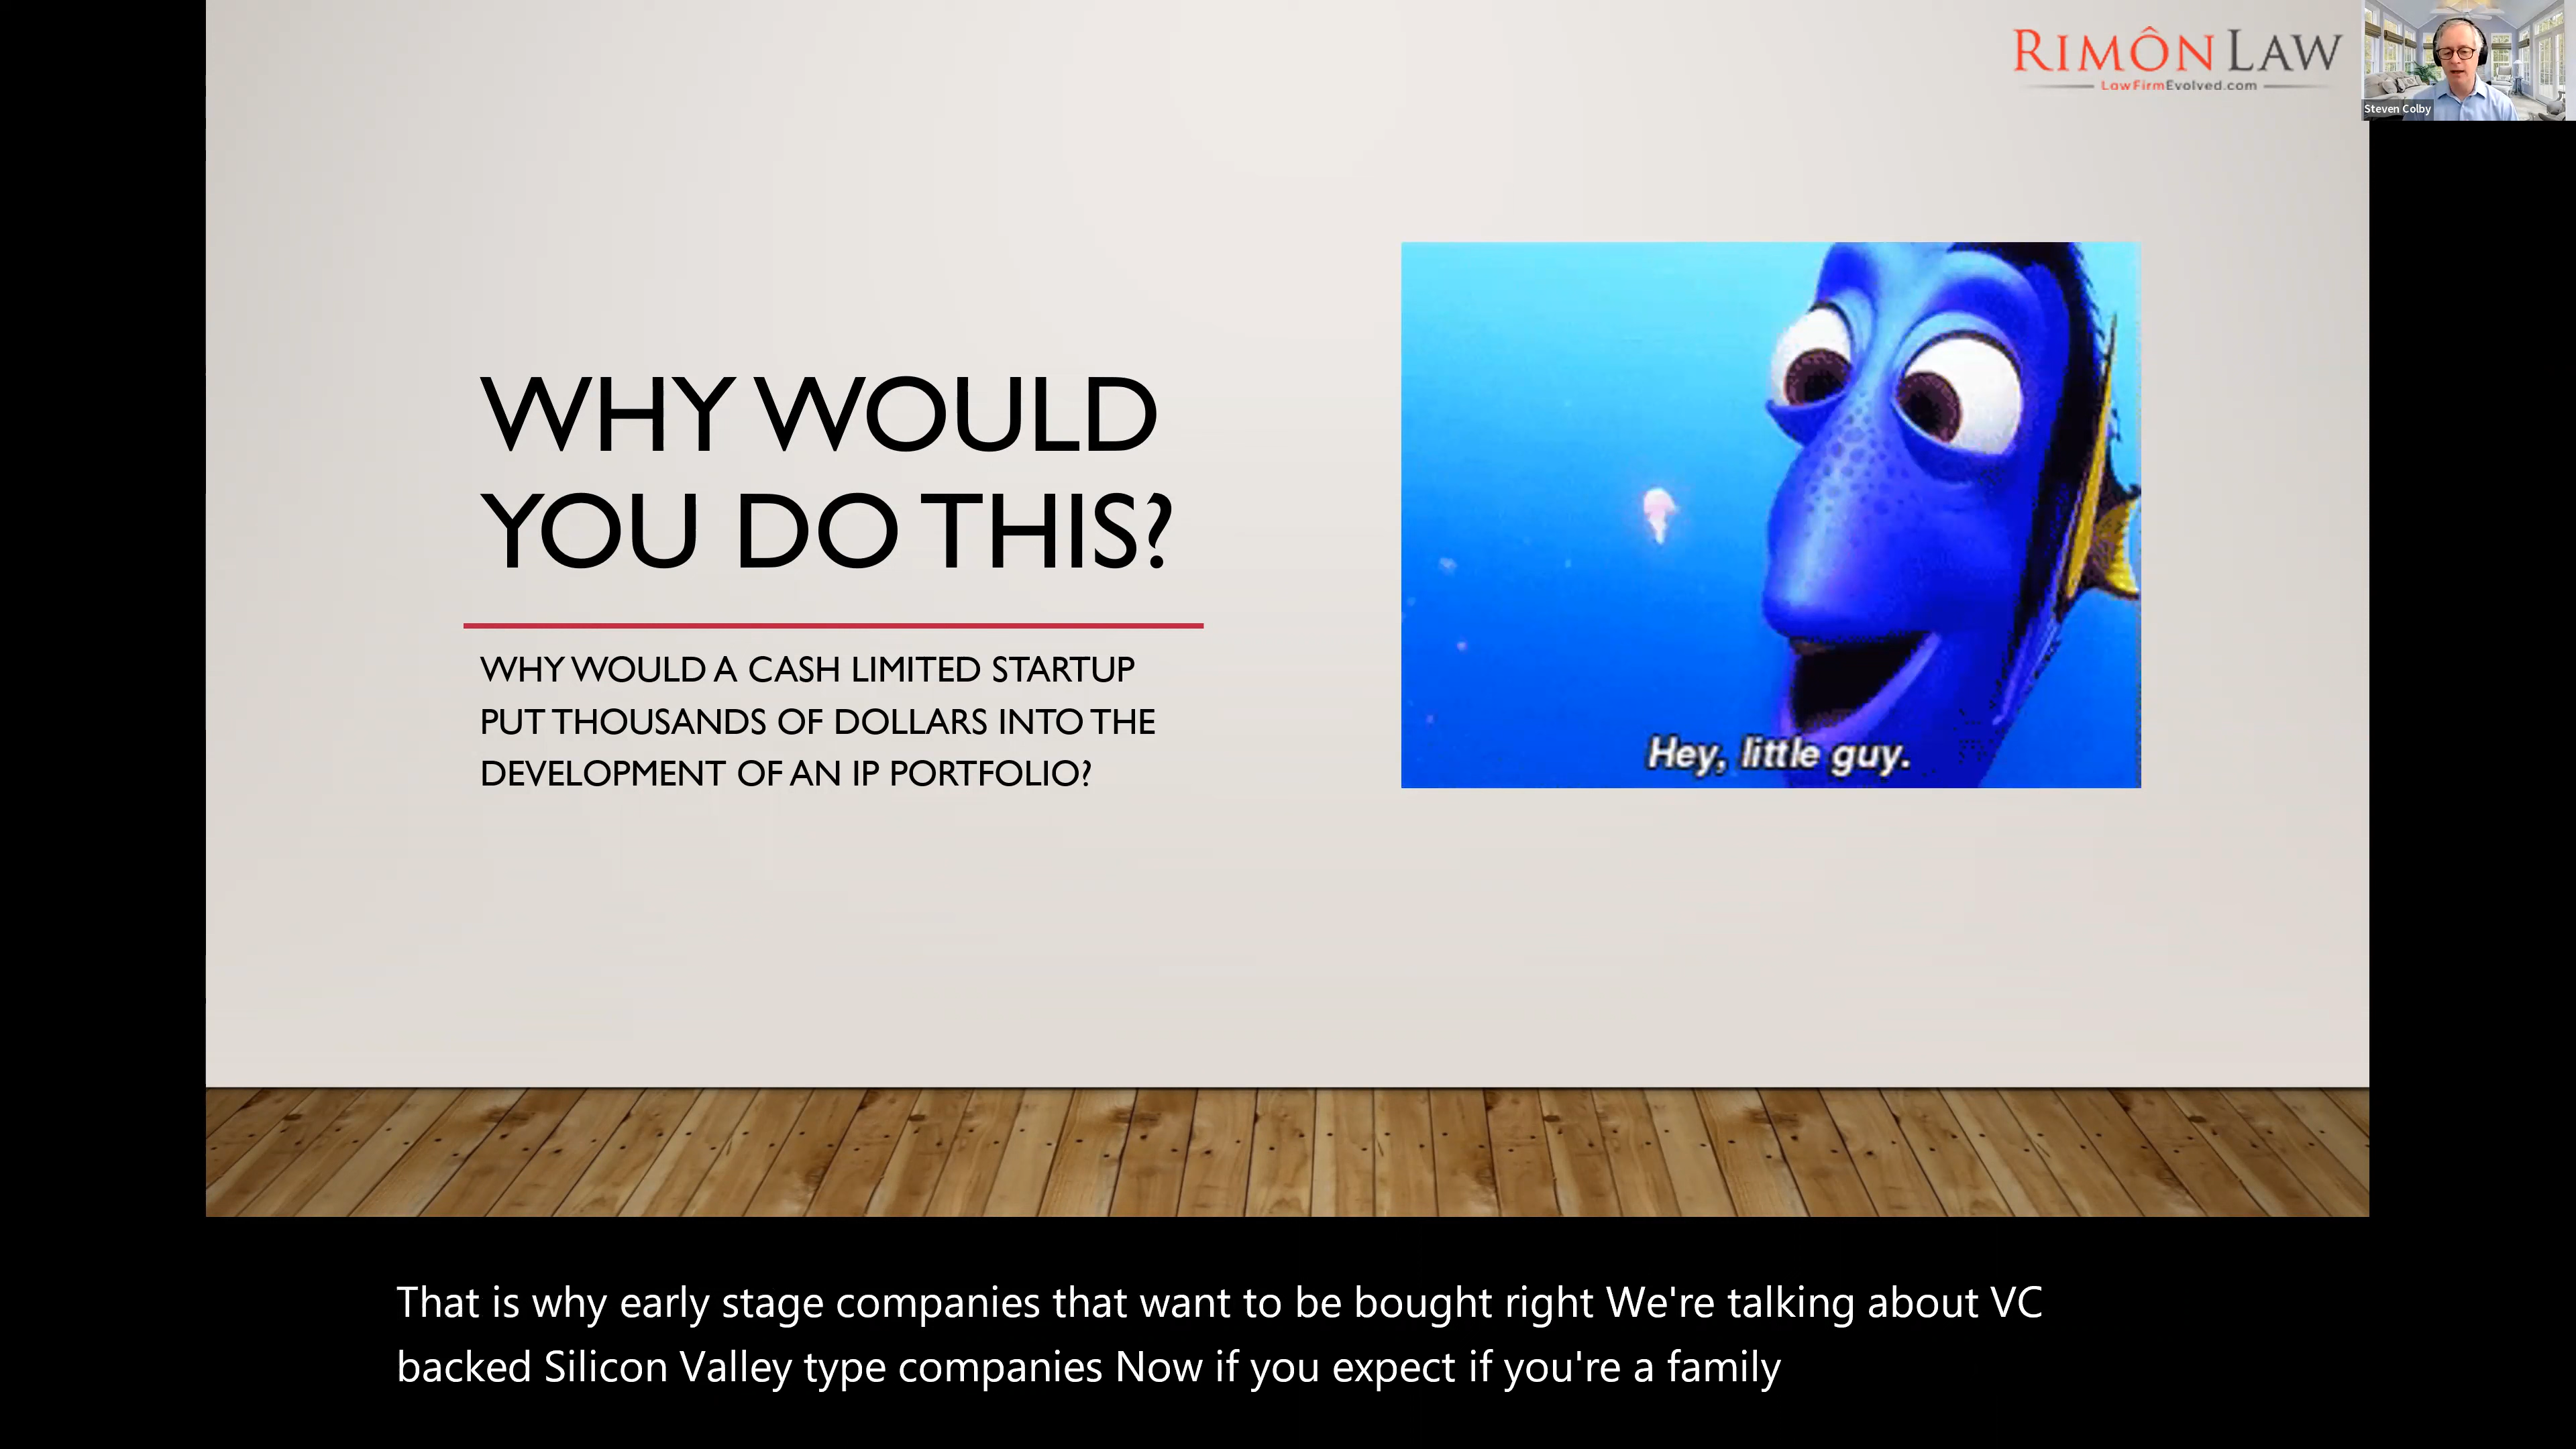 RIMÔN LAW
LawFirmEvolved.com
Steven Colby
WHY WOULD
YOU DO THIS?
WHY WOULD A CASH LIMITED STARTUP
PUT THOUSANDS OF DOLLARS INTO THE
DEVELOPMENT OF AN IP PORTFOLIO?
Hey, little guy.
That is why early stage companies that want to be bought right We're talking about VC
backed Silicon Valley type companies Now if you expect if you're a family